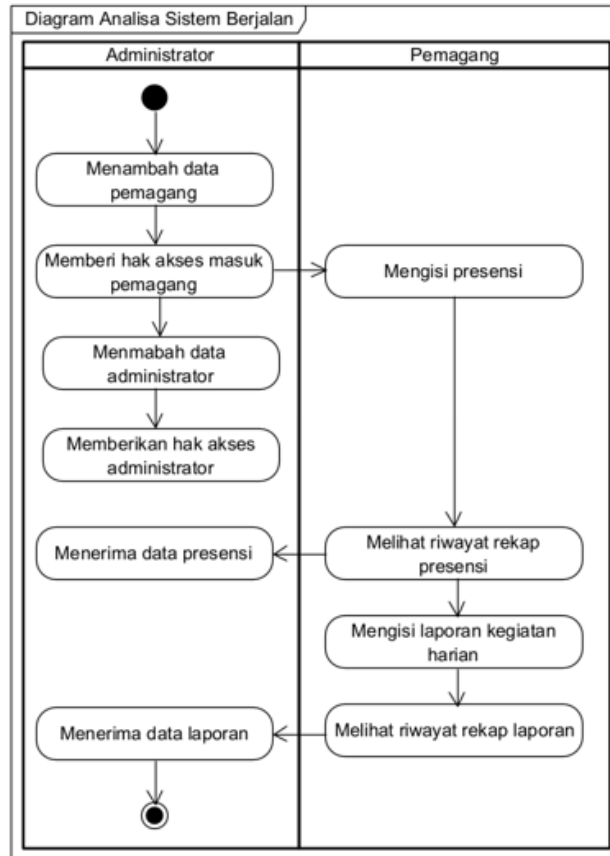 Diagram Analisa Sistem Berjalan
Administrator
Pemagang
Menambah data
pemagang
Memberi hak akses masuk
pemagang
Mengisi presensi
Menmabah data
administrator
Memberikan hak akses
administrator
Menerima data presensi
Melihat riwayat rekap
presensi
Mengisi laporan kegiatan
harian
Menerima data laporan
Melihat riwayat rekap laporan